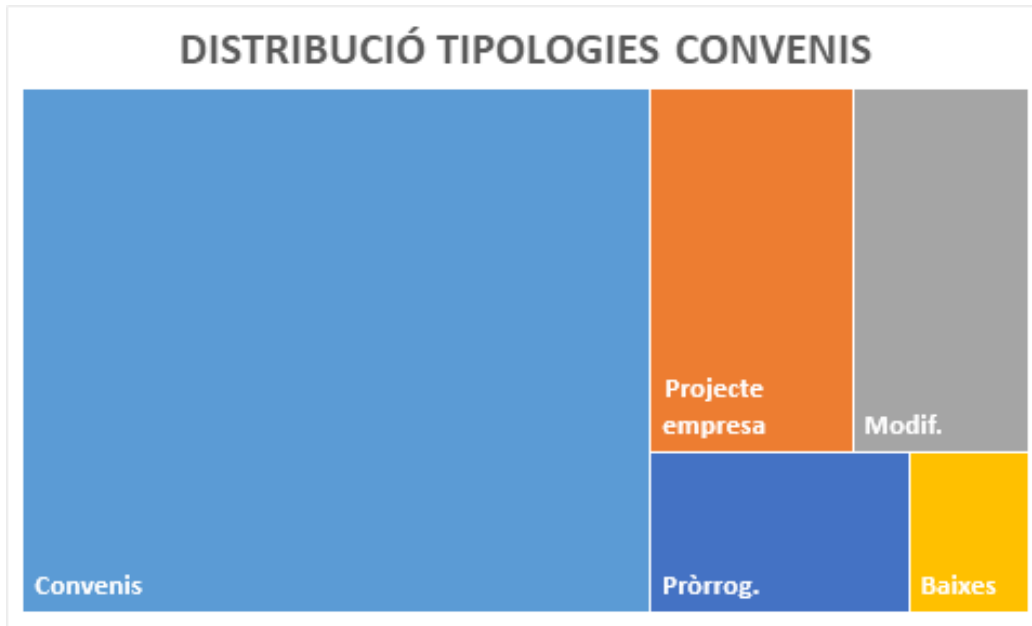 DISTRIBUCIÓ TIPOLOGIES CONVENIS
Convenis
Projecte
empresa
Modif.
Pròrrog.
Baixes